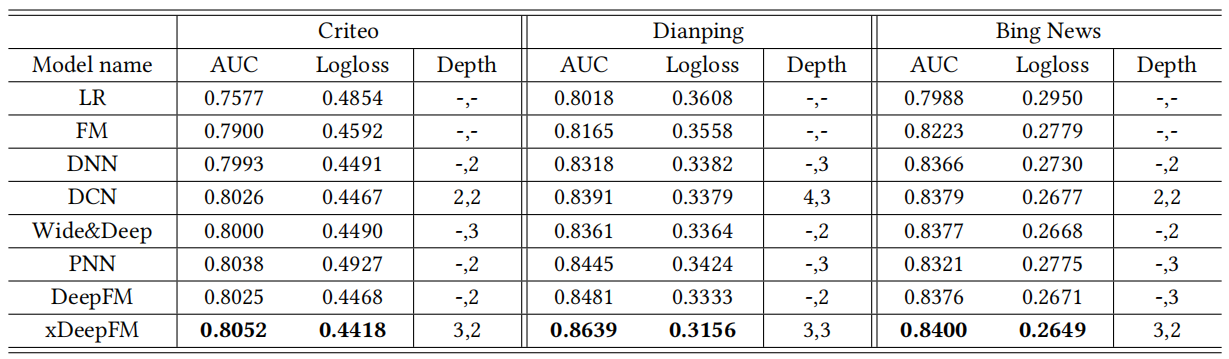 Criteo Dianping Bing News
Model name AUC Logloss Depth AUC Logloss Depth AUC Logloss Depth
LR 0.7577 0.4854 -,- 0.8018 0.3608 -,- 0.7988 0.2950 -,-
FM 0.7900 0.4592 -,- 0.8165 0.3558 -,- 0.8223 0.2779 -,-
DNN 0.7993 0.4491 -,2 0.8318 0.3382 -,3 0.8366 0.2730 -,2
DCN 0.8026 0.4467 2,2 0.8391 0.3379 4,3 0.8379 0.2677 2,2
Wide&Deep 0.8000 0.4490 -,3 0.8361 0.3364 -,2 0.8377 0.2668 -,2
PNN 0.8038 0.4927 -,2 0.8445 0.3424 -,3 0.8321 0.2775 -,3
DeepFM 0.8025 0.4468 -,2 0.8481 0.3333 -,2 0.8376 0.2671 -,3
xDeepFM 0.8052 0.4418 3,2 0.8639 0.3156 3,3 0.8400 0.2649 3,2